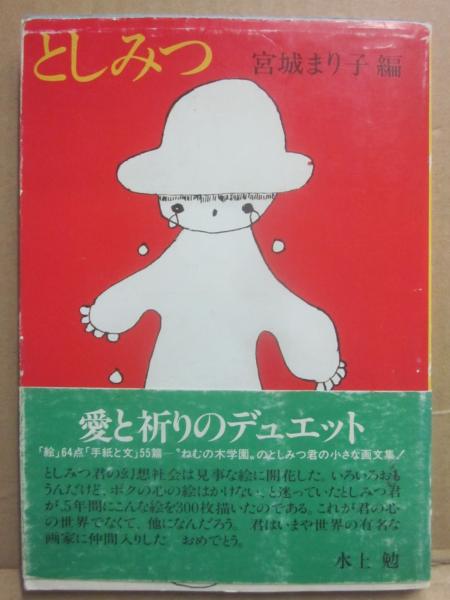 としみつ
宮城まり子編
愛と祈りのデュエット
「絵」64点「手紙と文」55篇―〝ねむの木学園〟のとしみつ君の小さな画文集!
としみつ君の幻想社会は見事な絵に開花した。いろいろおも
うんだけど、ボクの心の絵はかけない、と迷っていたとしみつ君
が、5年間にこんな絵を300枚描いたのである。これが君の心
の世界でなくて、他になんだろう。 君はいまや世界の有名な
画家に仲間入りした おめでとう。
水上 勉